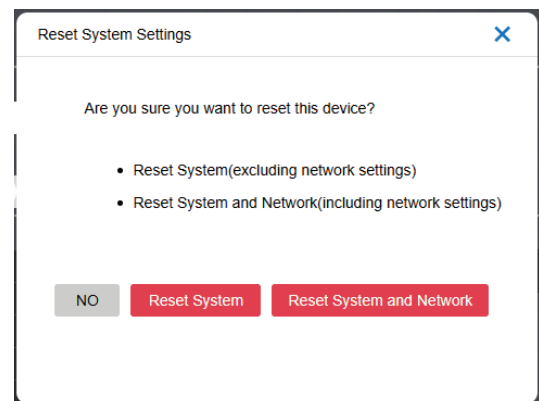 Reset System Settings
Are you sure you want to reset this device?
Reset System(excluding network settings)
Reset System and Network(including network settings)
NO Reset System Reset System and Network